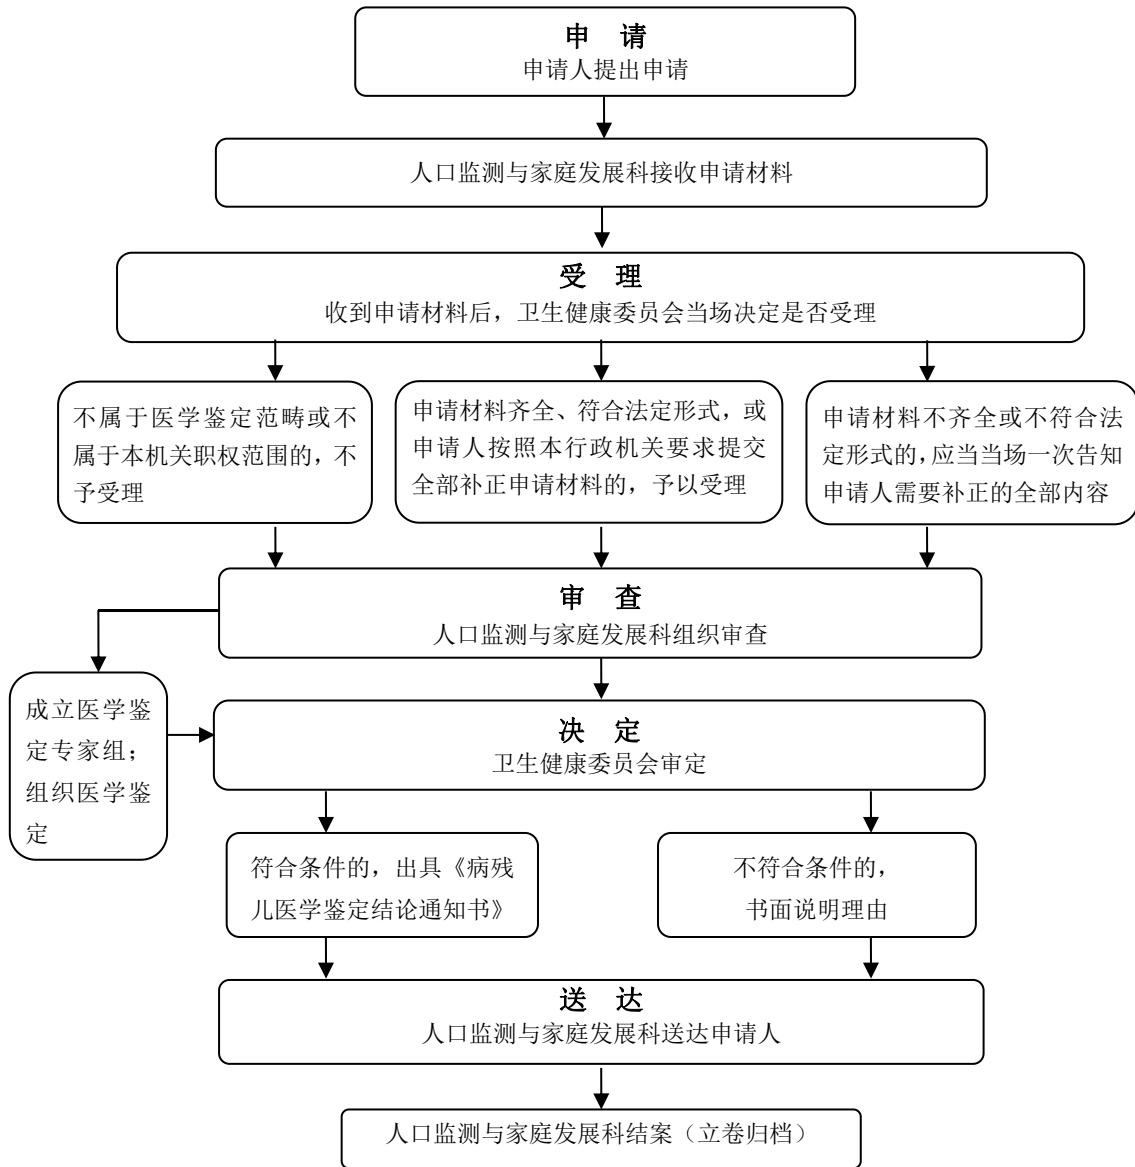 申 请
申请人提出申请
人口监测与家庭发展科接收申请材料
受 理
收到申请材料后，卫生健康委员会当场决定是否受理
不属于医学鉴定范畴或不
属于本机关职权范围的，不
予受理
申请材料齐全、符合法定形式，或
申请人按照本行政机关要求提交
全部补正申请材料的，予以受理
申请材料不齐全或不符合法
定形式的，应当当场一次告知
申请人需要补正的全部内容
审 查
人口监测与家庭发展科组织审查
成立医学鉴
定专家组；
组织医学鉴
定
决 定
卫生健康委员会审定
符合条件的，出具《病残
儿医学鉴定结论通知书》
不符合条件的，
书面说明理由
送 达
人口监测与家庭发展科送达申请人
人口监测与家庭发展科结案（立卷归档）